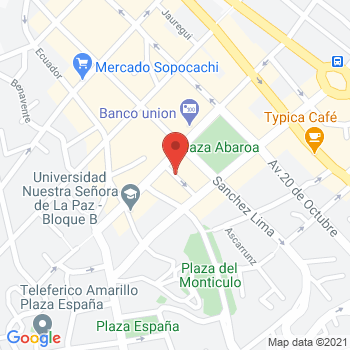 Jauregui
Ecuador
Benavente
Mercado Sopocachi
Banco union
Typica Café
Plaza Abaroa
Av. 20 de Octubre
Universidad
Nuestra Señora
de La Paz -
Bloque B
Sanchez Lima
Ascarrunz
Plaza del
Monticulo
Teleferico Amarillo
Plaza España
Plaza España
Google
Map data ©2021